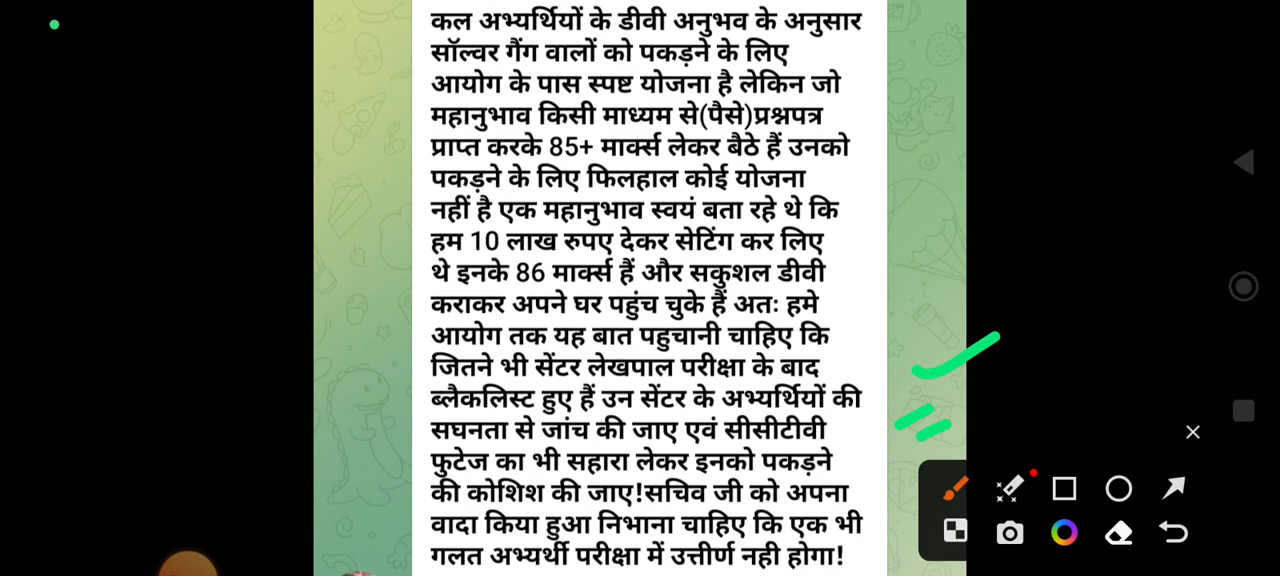 कल अभ्यर्थियों के डीवी अनुभव के अनुसार
सॉल्वर गैंग वालों को पकड़ने के लिए
आयोग के पास स्पष्ट योजना है लेकिन जो
महानुभाव किसी माध्यम से(पैसे)प्रश्नपत्र
प्राप्त करके 85+ मार्क्स लेकर बैठे हैं उनको
पकड़ने के लिए फिलहाल कोई योजना
नहीं है एक महानुभाव स्वयं बता रहे थे कि
हम 10 लाख रुपए देकर सेटिंग कर लिए
थे इनके 86 मार्क्स हैं और सकुशल डीवी
कराकर अपने घर पहुंच चुके हैं अतः हमे
आयोग तक यह बात पहुचानी चाहिए कि
जितने भी सेंटर लेखपाल परीक्षा के बाद
ब्लैकलिस्ट हुए हैं उन सेंटर के अभ्यर्थियों की
सघनता से जांच की जाए एवं सीसीटीवी
फुटेज का भी सहारा लेकर इनको पकड़ने
की कोशिश की जाए!सचिव जी को अपना
वादा किया हुआ निभाना चाहिए कि एक भी
गलत अभ्यर्थी परीक्षा में उत्तीर्ण नही होगा!